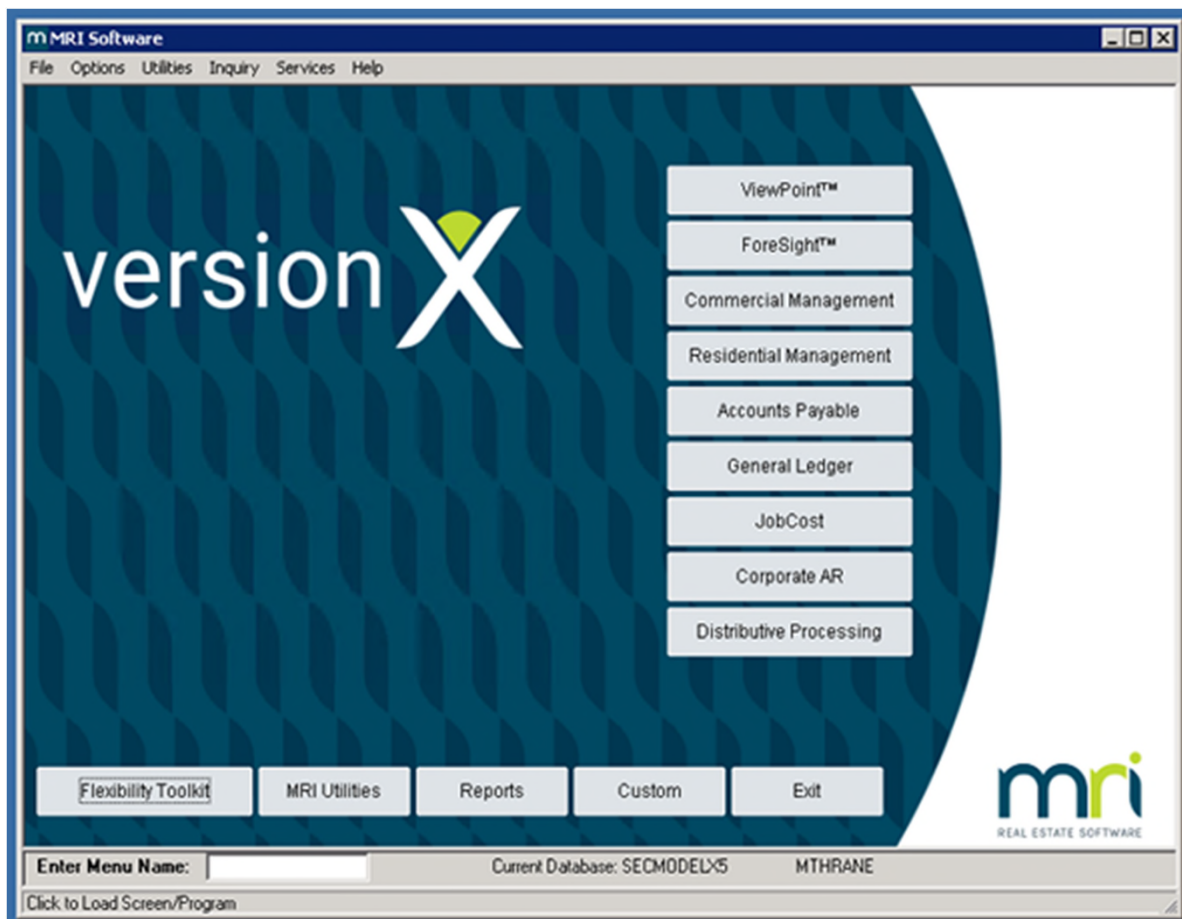 m MRI Software
File Options Utilities Inquiry Services Help
version X
ViewPoint™
ForeSight™
Commercial Management
Residential Management
Accounts Payable
General Ledger
JobCost
Corporate AR
Distributive Processing
Flexibility Toolkit MRI Utilities Reports Custom Exit
mri
REAL ESTATE SOFTWARE
Enter Menu Name: Current Database: SECMODELX5 MTHRANE
Click to Load Screen/Program